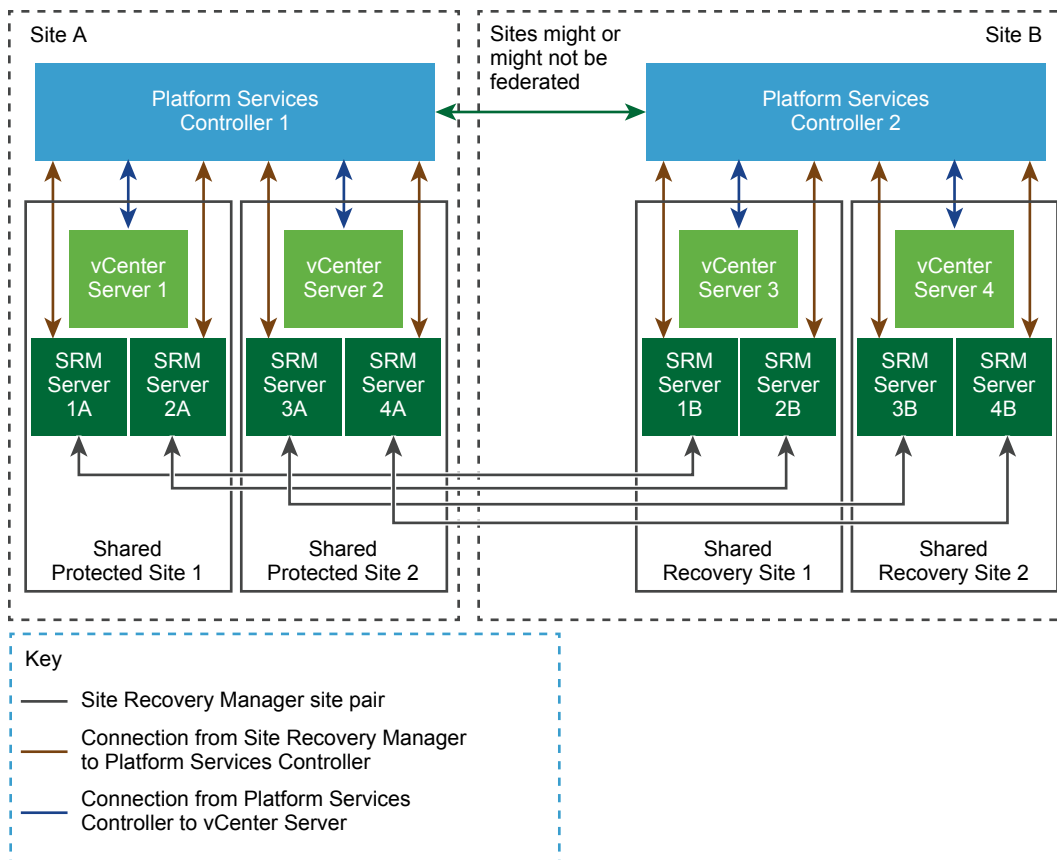 Site A
Sites might or
might not be
federated
Site B
Platform Services
Controller 1
Platform Services
Controller 2
vCenter
Server 1
vCenter
Server 2
vCenter
Server 3
vCenter
Server 4
SRM
Server
1A
SRM
Server
2A
SRM
Server
3A
SRM
Server
4A
SRM
Server
1B
SRM
Server
2B
SRM
Server
3B
SRM
Server
4B
Shared
Protected Site 1
Shared
Protected Site 2
Shared
Recovery Site 1
Shared
Recovery Site 2
Key
Site Recovery Manager site pair
Connection from Site Recovery Manager
to Platform Services Controller
Connection from Platform Services
Controller to vCenter Server